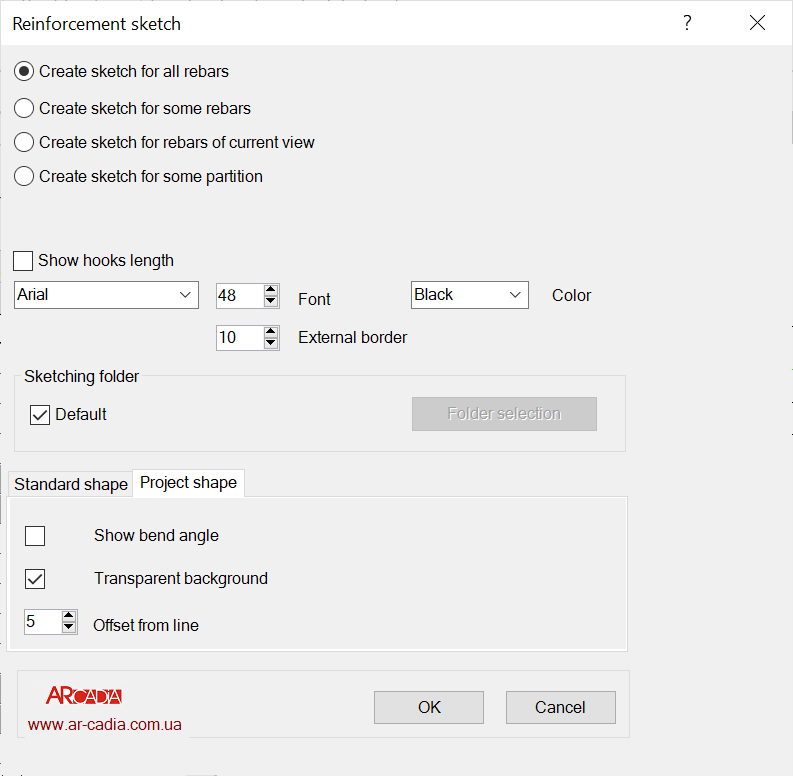 Reinforcement sketch ?
Create sketch for all rebars
Create sketch for some rebars
Create sketch for rebars of current view
Create sketch for some partition
Show hooks length
Arial 48 Font Black Color
10 External border
Sketching folder
Default Folder selection
Standard shape Project shape
Show bend angle
Transparent background
5 Offset from line
ARCADIA
www.ar-cadia.com.ua
OK Cancel